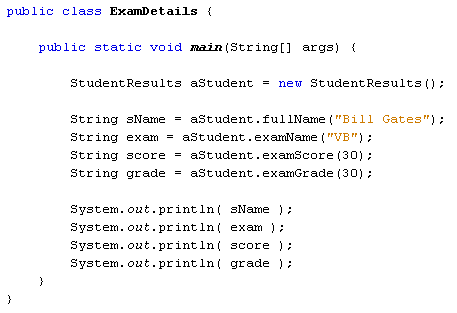 public class ExamDetails {
public static void main(String[] args) {
StudentResults aStudent = new StudentResults();
String sName = aStudent.fullName("Bill Gates");
String exam = aStudent.examName("VB");
String score = aStudent.examScore(30);
String grade = aStudent.examGrade(30);
System.out.println( sName );
System.out.println( exam );
System.out.println( score );
System.out.println( grade );
}
}